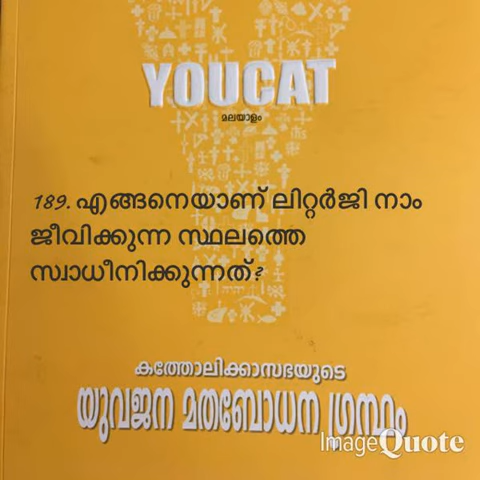 YOUCAT
മലയാളം
189. എങ്ങനെയാണ് ലിറ്റർജി നാം
ജീവിക്കുന്ന സ്ഥലത്തെ
സ്വാധീനിക്കുന്നത്?
കത്തോലിക്കാസഭയുടെ
യുവജന മതബോധന ഗ്രന്ഥം
ImageQuote